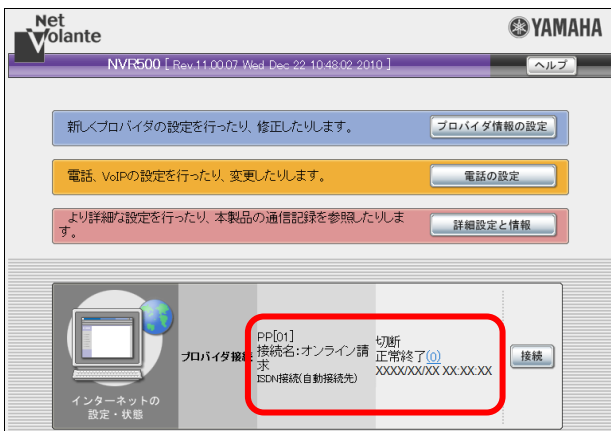 Net
Volante
YAMAHA
NVR500 [ Rev.11.00.07 Wed Dec 22 10:48:02 2010 ]
ヘルプ
新しくプロバイダの設定を行ったり、修正したりします。
プロバイダ情報の設定
電話、VoIPの設定を行ったり、変更したりします。
電話の設定
より詳細な設定を行ったり、本製品の通信記録を参照したりしま
す。
詳細設定と情報
インターネットの
設定・状態
プロバイダ接続
PP[01]
接続名:オンライン請
求
ISDN接続(自動接続先)
切断
正常終了(0)
XXXX/XX/XX XX:XX:XX
接続